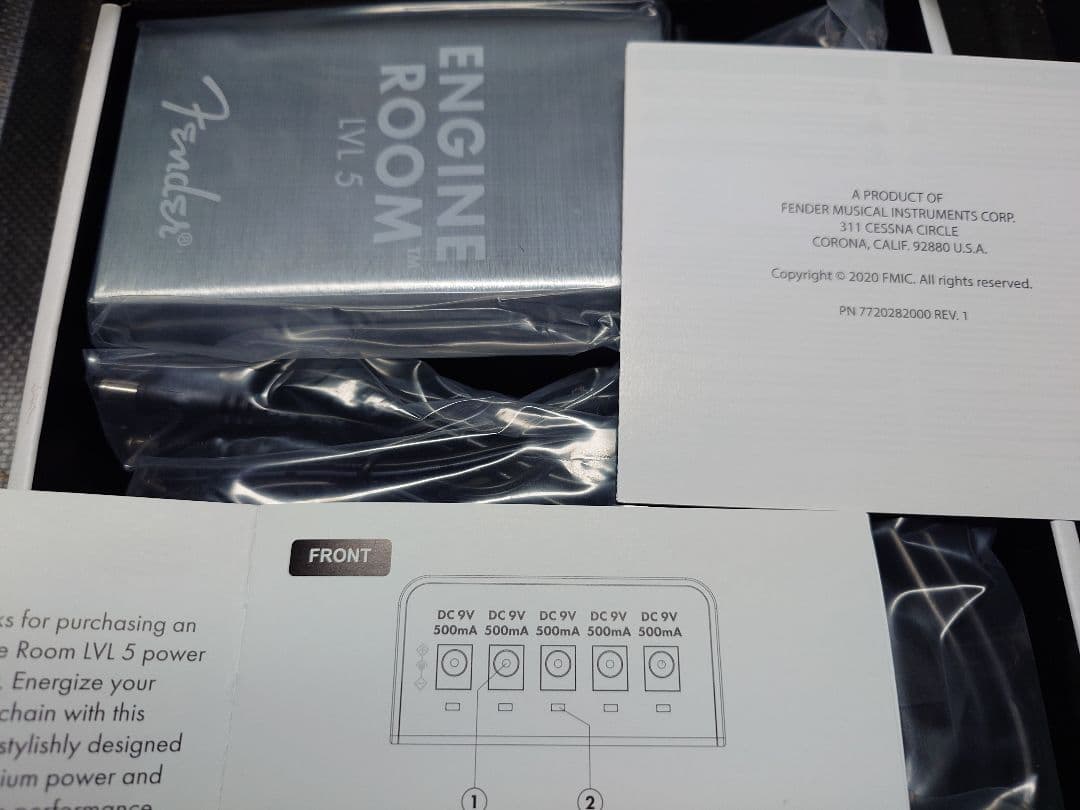 ENGINE
ROOM™
LVL 5
Fender®
A PRODUCT OF
FENDER MUSICAL INSTRUMENTS CORP.
311 CESSNA CIRCLE
CORONA, CALIF. 92880 U.S.A.
Copyright © 2020 FMIC. All rights reserved.
PN 7720282000 REV. 1
FRONT
DC 9V DC 9V DC 9V DC 9V DC 9V
500mA 500mA 500mA 500mA 500mA
1 2
for purchasing an
Room LVL 5 power
Energize your
chain with this
stylishly designed
power and
performance